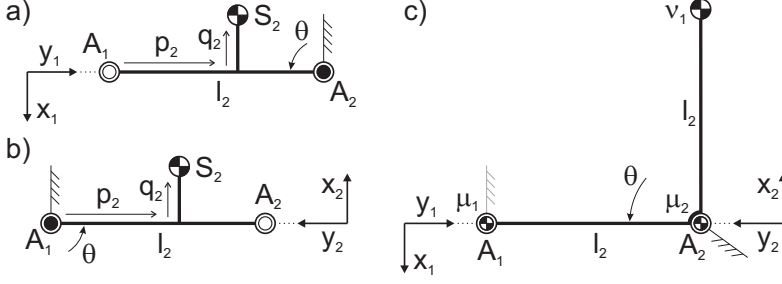 a)
S₂
θ
y₁
A₁
p₂
q₂
l₂
A₂
x₁
b)
S₂
p₂
q₂
A₂
x₂
A₁
θ
l₂
y₂
c)
ν₁
l₂
θ
μ₁
μ₂
x₂
y₁
A₁
l₂
A₂
y₂
x₁